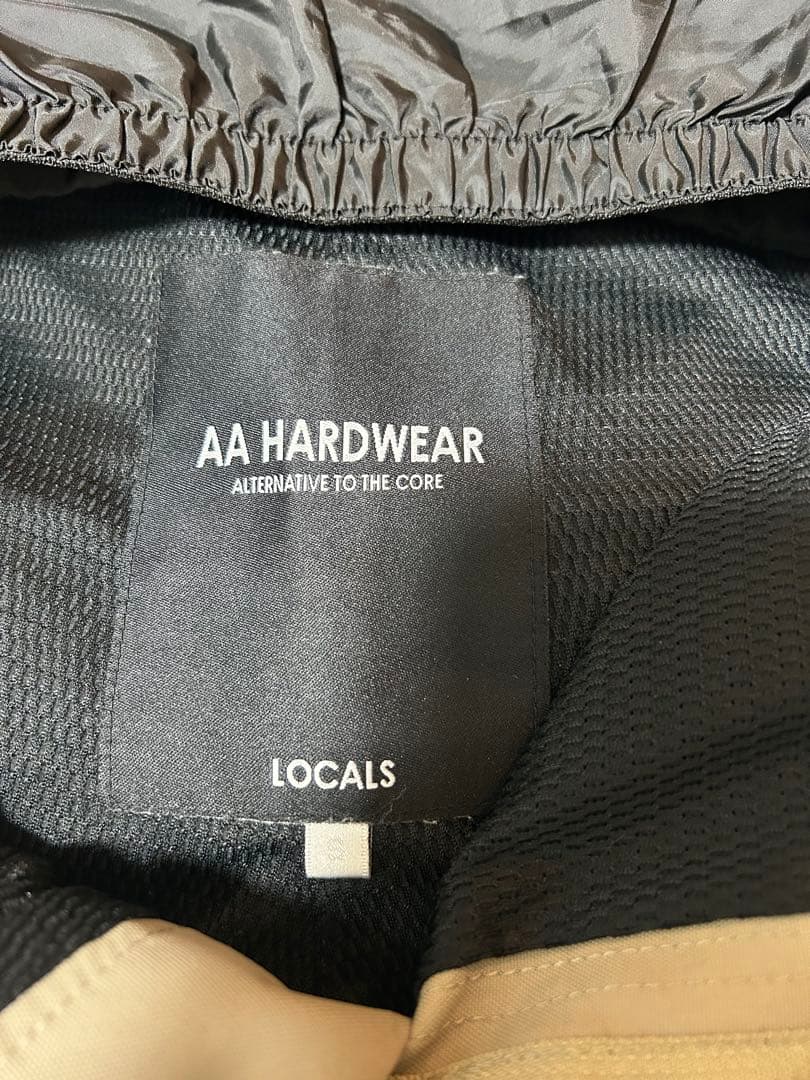 AA HARDWEAR
ALTERNATIVE TO THE CORE
LOCALS